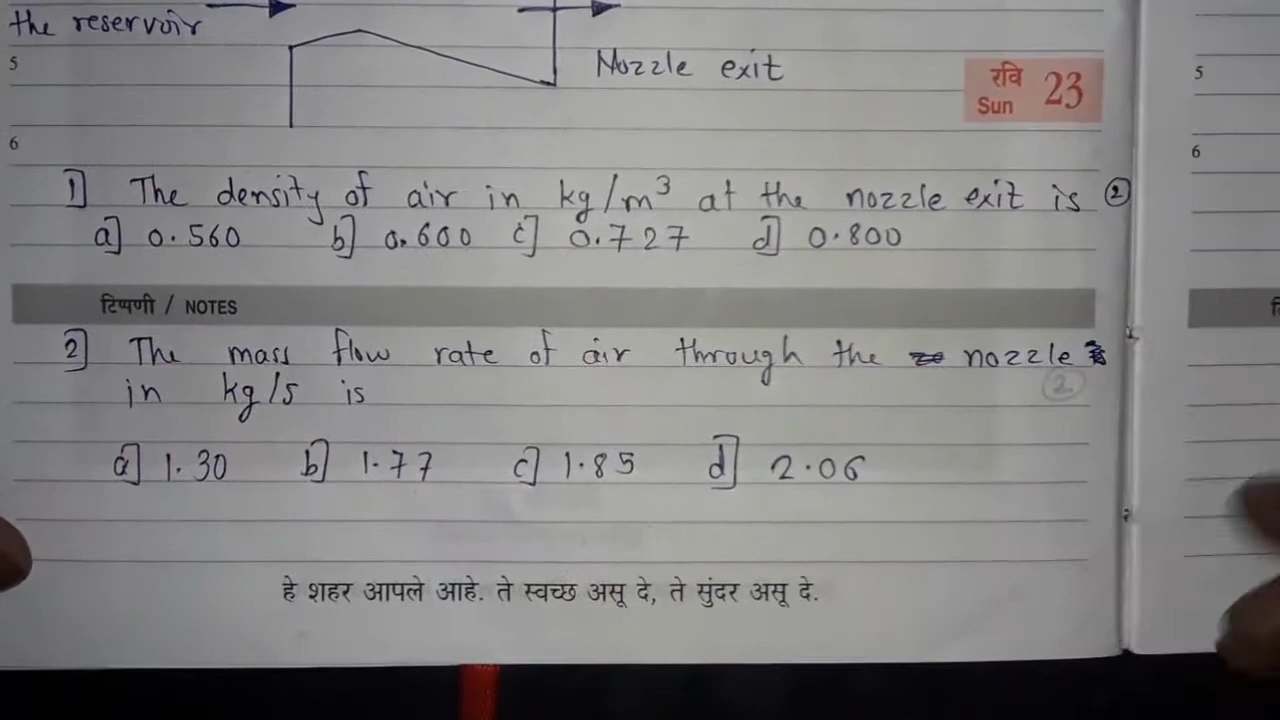 the reservoir
5
Nozzle exit
रवि
Sun 23
5
6
6
1] The density of air in kg/m³ at the nozzle exit is ②
a] 0.560 b] 0.600 c] 0.727 d] 0.800
टिप्पणी / NOTES
2] The mass flow rate of air through the nozzle
in kg/s is ②
a] 1.30 b] 1.77 c] 1.85 d] 2.06
हे शहर आपले आहे. ते स्वच्छ असू दे, ते सुंदर असू दे.